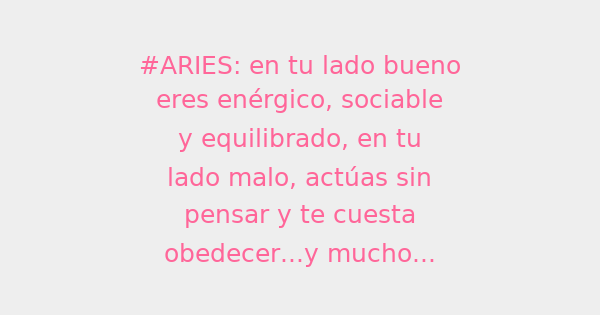 #ARIES: en tu lado bueno
eres enérgico, sociable
y equilibrado, en tu
lado malo, actúas sin
pensar y te cuesta
obedecer...y mucho...